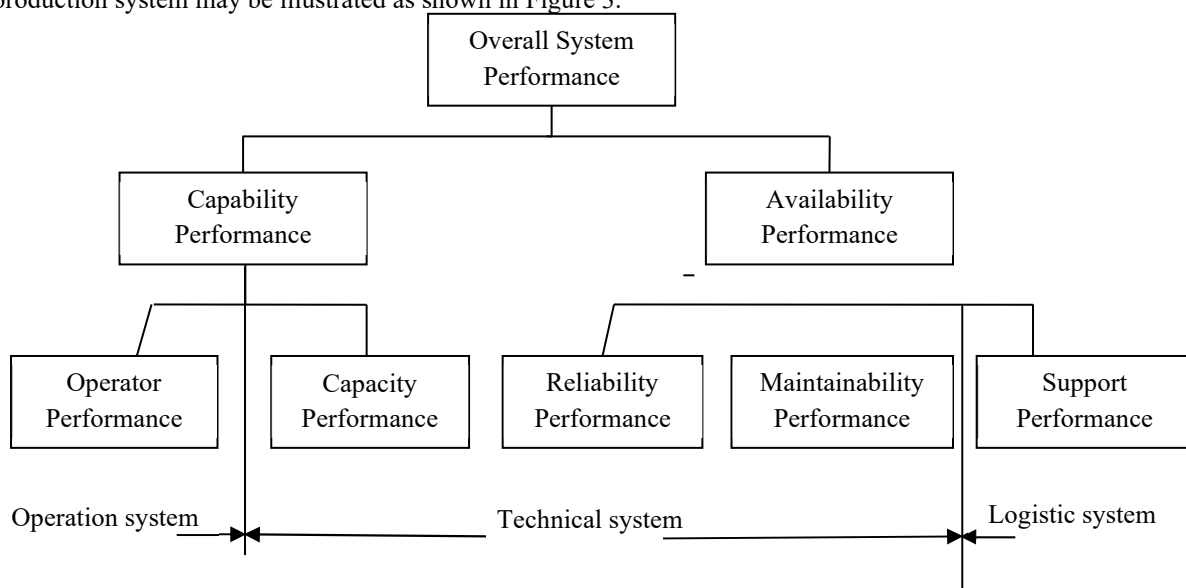 production system may be illustrated as shown in Figure 3.
Overall System
Performance
Capability
Performance
Availability
Performance
Operator
Performance
Capacity
Performance
Reliability
Performance
Maintainability
Performance
Support
Performance
Operation system
Technical system
Logistic system